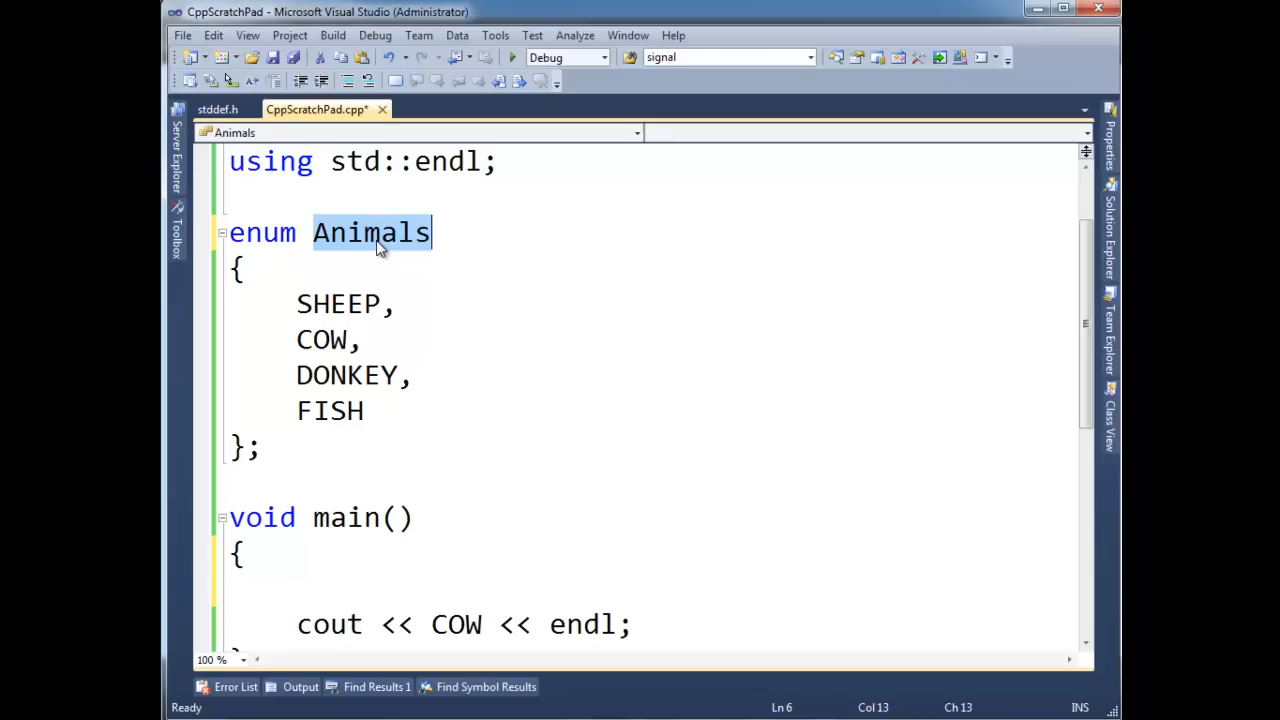 CppScratchPad - Microsoft Visual Studio (Administrator)
File Edit View Project Build Debug Team Data Tools Test Analyze Window Help
Debug signal
stddef.h CppScratchPad.cpp*
Animals
using std::endl;
enum Animals
{
SHEEP,
COW,
DONKEY,
FISH
};
void main()
{
cout << COW << endl;
100 %
Error List Output Find Results 1 Find Symbol Results
Ready Ln 6 Col 13 Ch 13 INS
Server Explorer
Toolbox
Properties
Solution Explorer
Team Explorer
Class View